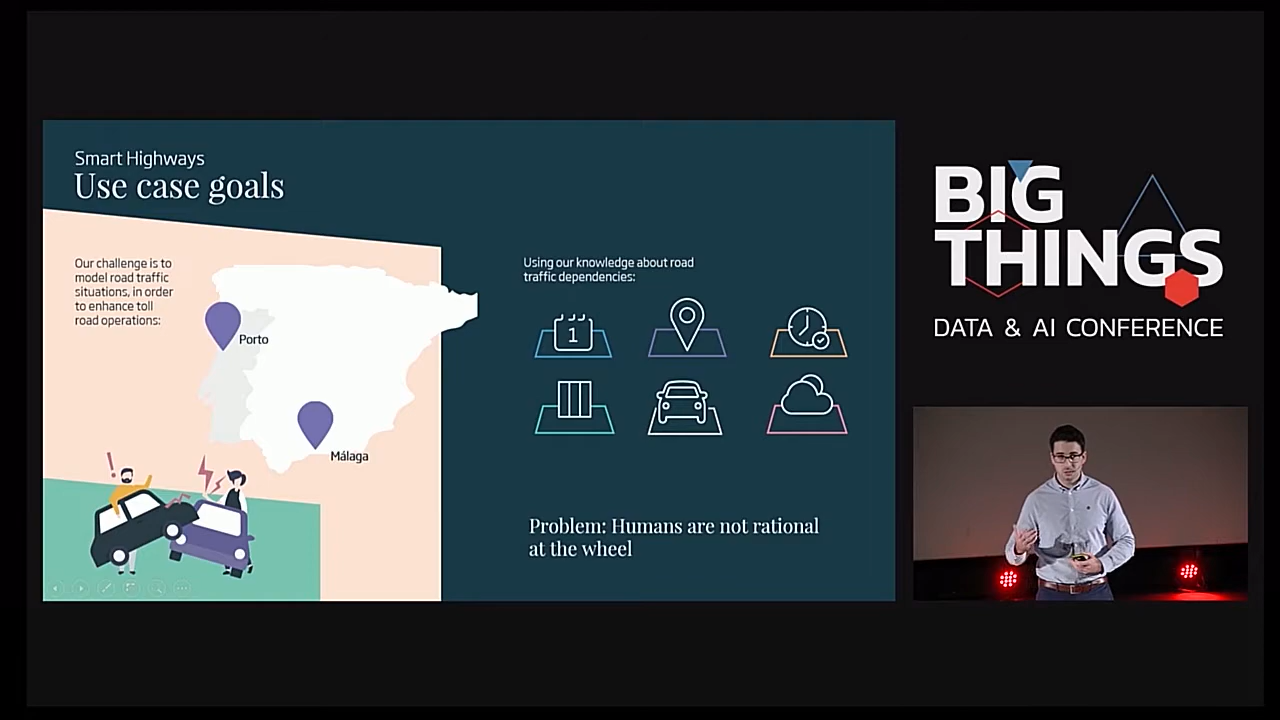 Smart Highways
Use case goals
Our challenge is to
model road traffic
situations, in order
to enhance toll
road operations:
Porto
Málaga
Using our knowledge about road
traffic dependencies:
1
Problem: Humans are not rational
at the wheel
BIG
THINGS
DATA & AI CONFERENCE